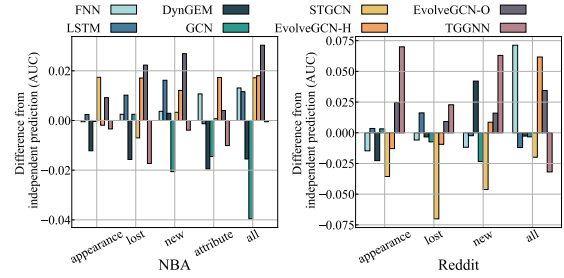 FNN DynGEM STGCN EvolveGCN-O
LSTM GCN EvolveGCN-H TGGNN
Difference from
independent prediction (AUC)
0.02
0.00
−0.02
−0.04
appearance lost new attribute all
NBA
Difference from
independent prediction (AUC)
0.075
0.050
0.025
0.000
−0.025
−0.050
−0.075
appearance lost new all
Reddit